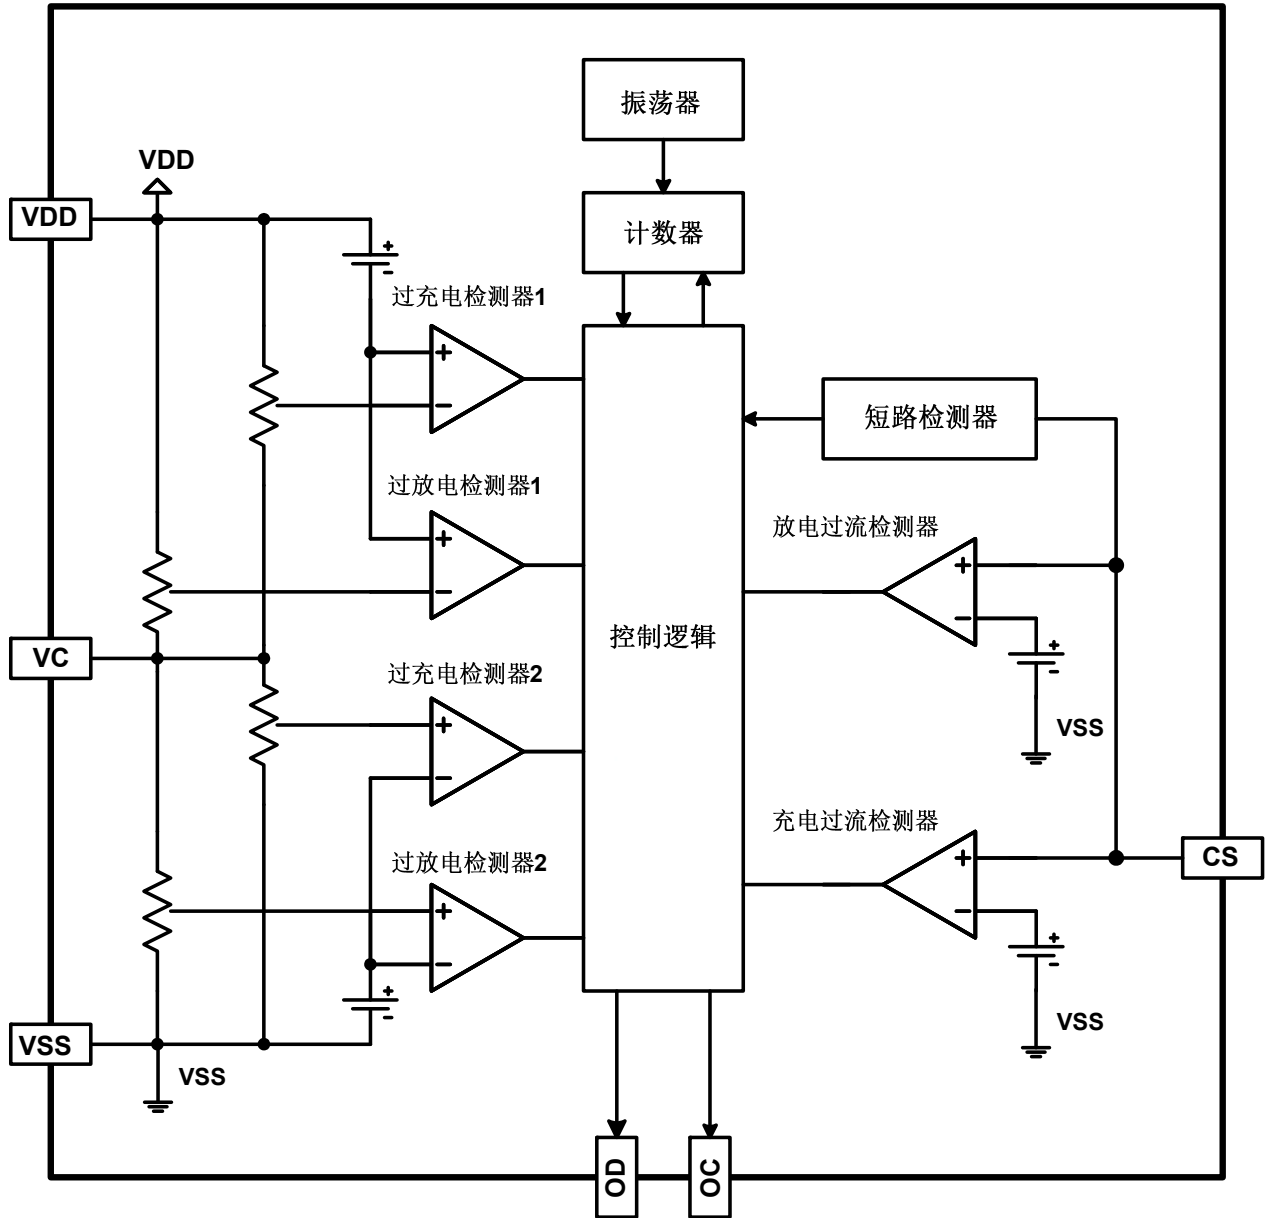 振荡器
VDD
VDD
计数器
+
-
过充电检测器1
+
-
短路检测器
过放电检测器1
+
-
放电过流检测器
+
-
控制逻辑
VC
+
-
过充电检测器2
+
-
VSS
充电过流检测器
+
-
CS
过放电检测器2
+
-
+
-
+
-
VSS
VSS
VSS
OD
OC